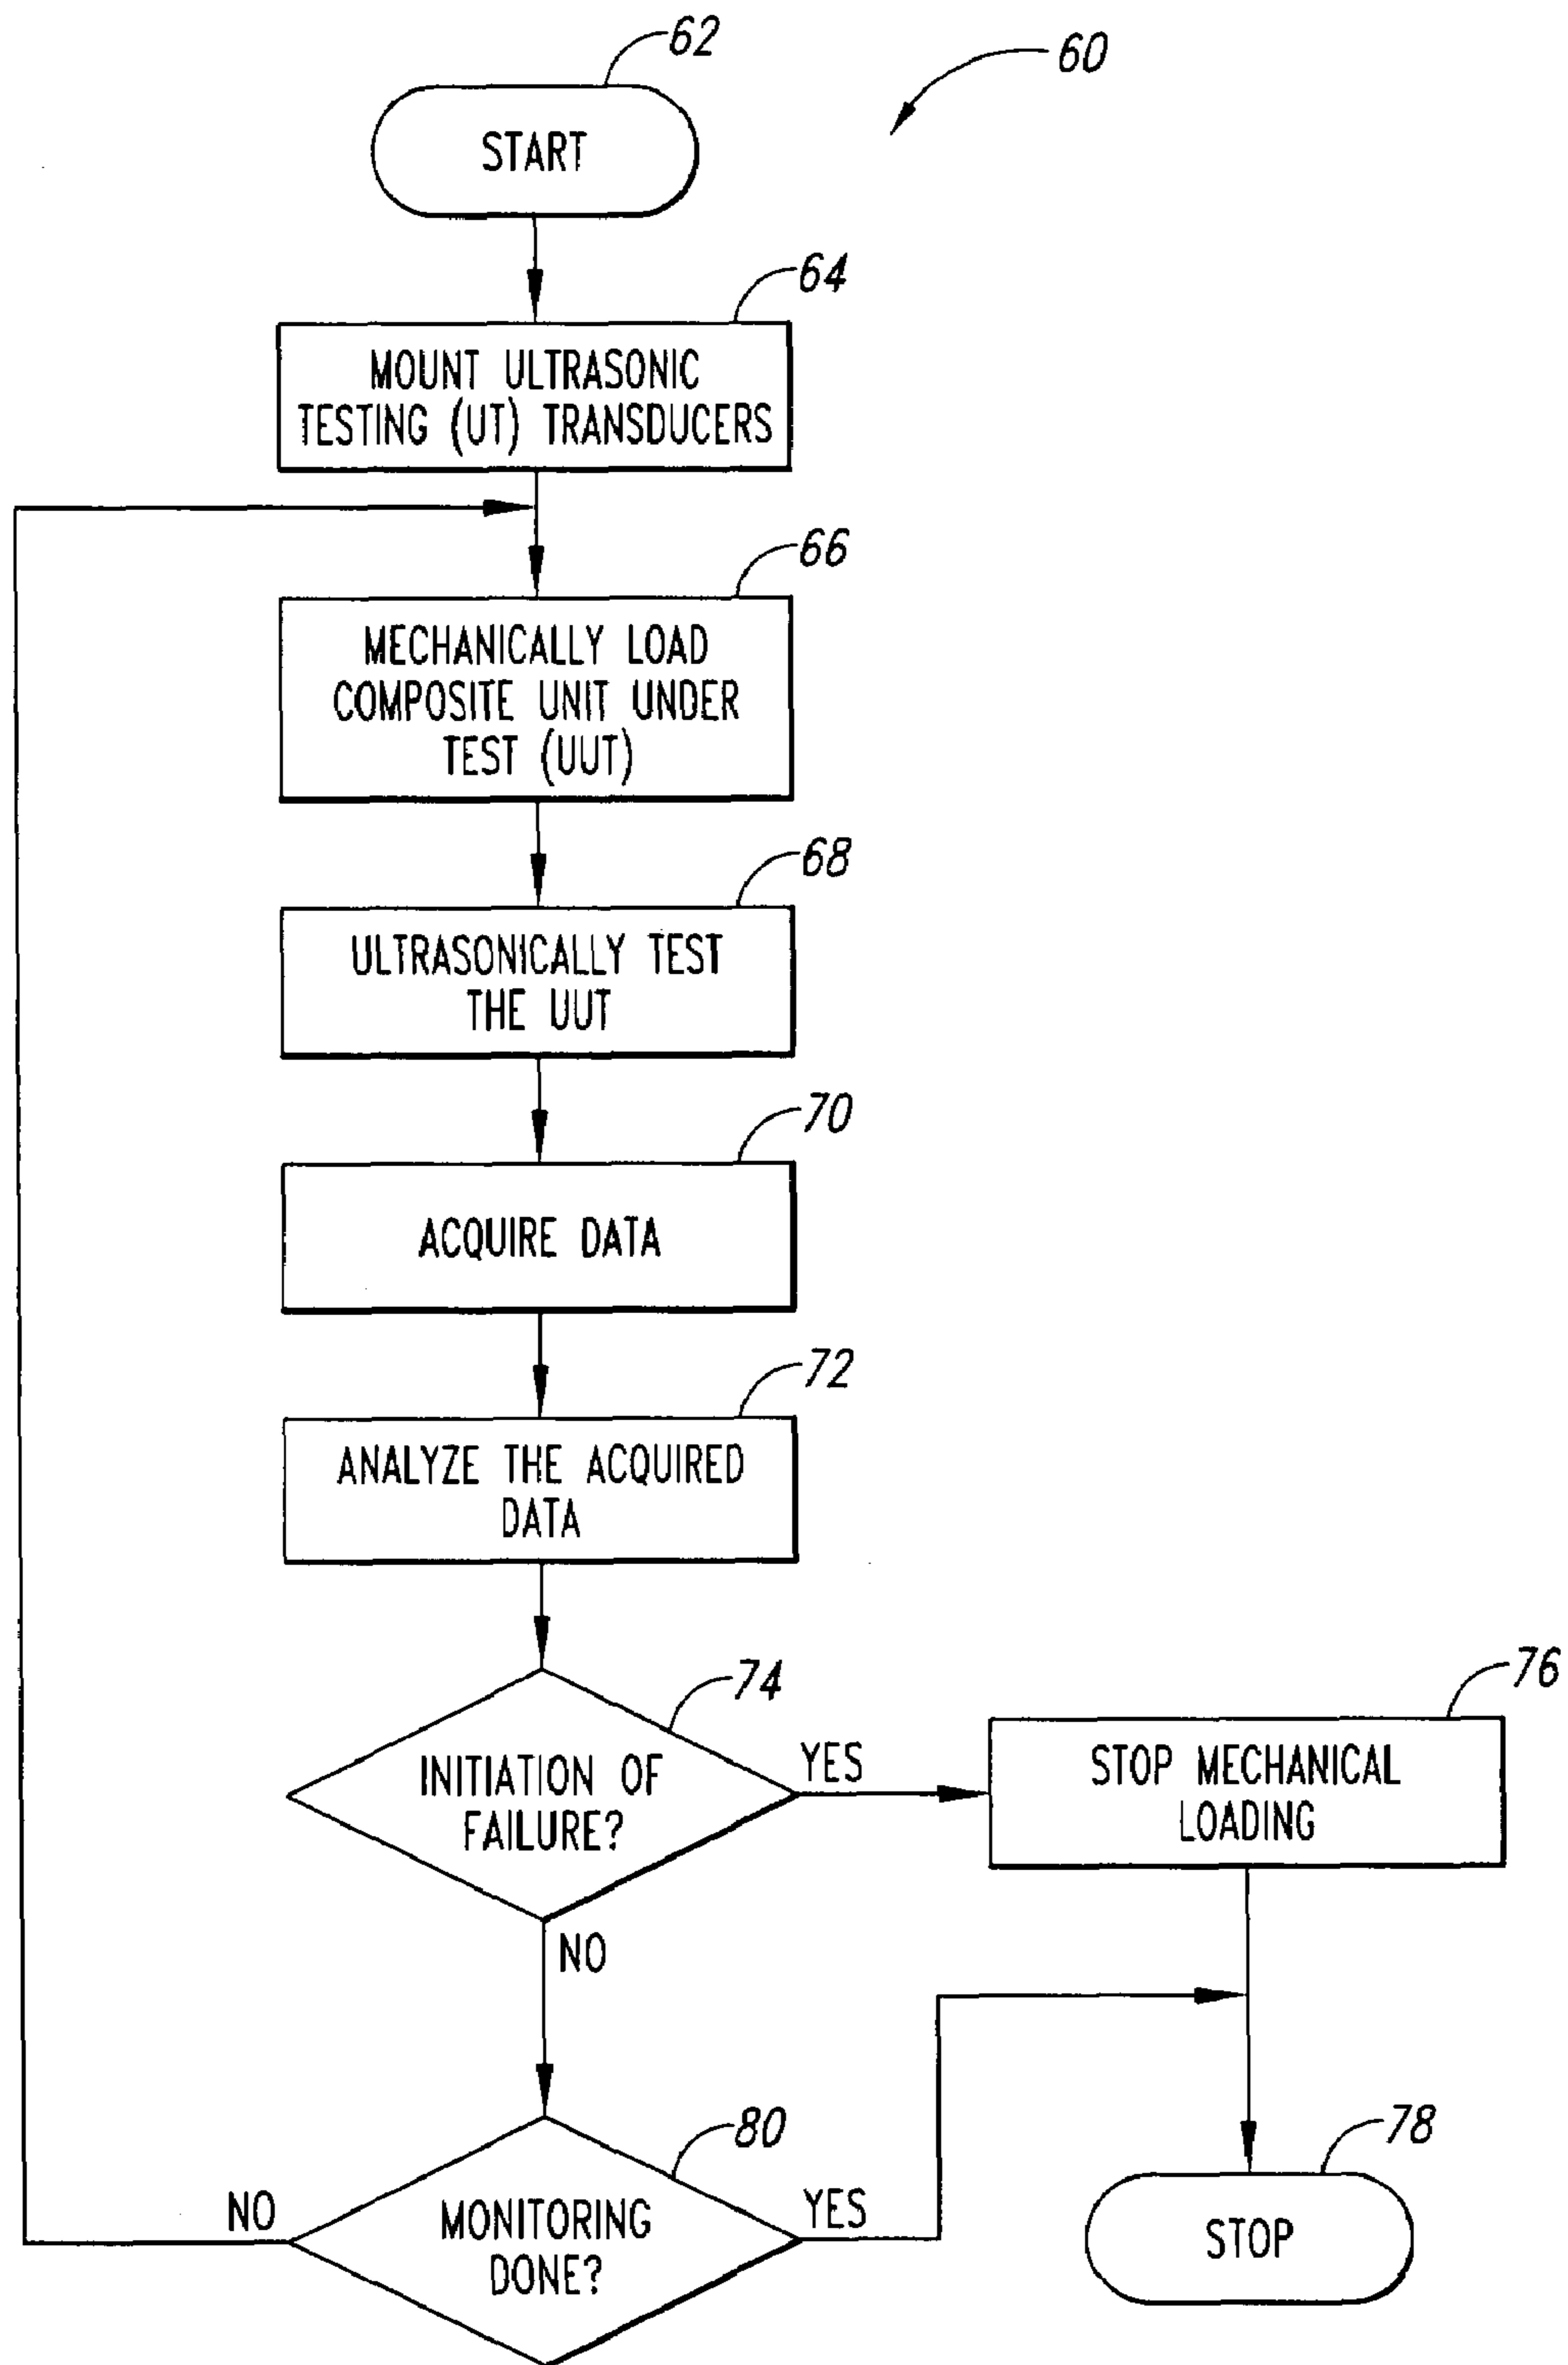 62
60
START
64
MOUNT ULTRASONIC
TESTING (UT) TRANSDUCERS
66
MECHANICALLY LOAD
COMPOSITE UNIT UNDER
TEST (UUT)
68
ULTRASONICALLY TEST
THE UUT
70
ACQUIRE DATA
72
ANALYZE THE ACQUIRED
DATA
74
INITIATION OF
FAILURE?
YES
76
STOP MECHANICAL
LOADING
NO
80
MONITORING
DONE?
NO
YES
78
STOP